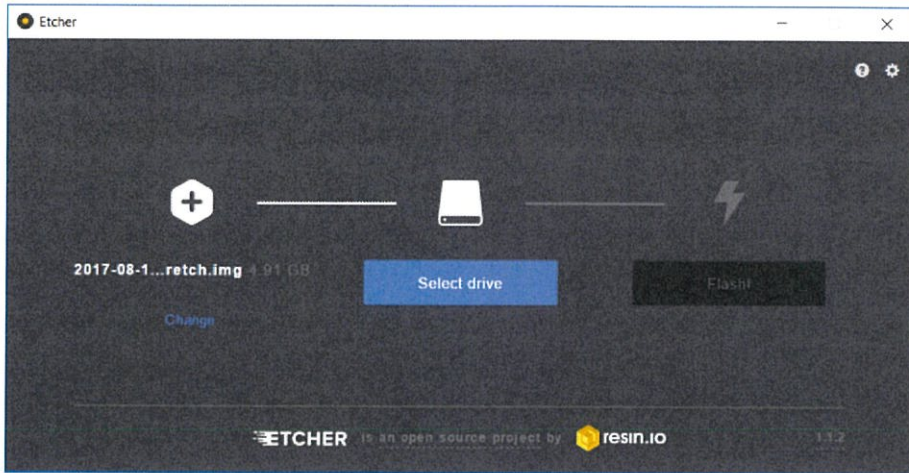 Etcher
2017-08-1...retch.img 4.91 GB
Select drive
Flash!
Change
ETCHER is an open source project by resin.io
1.1.2